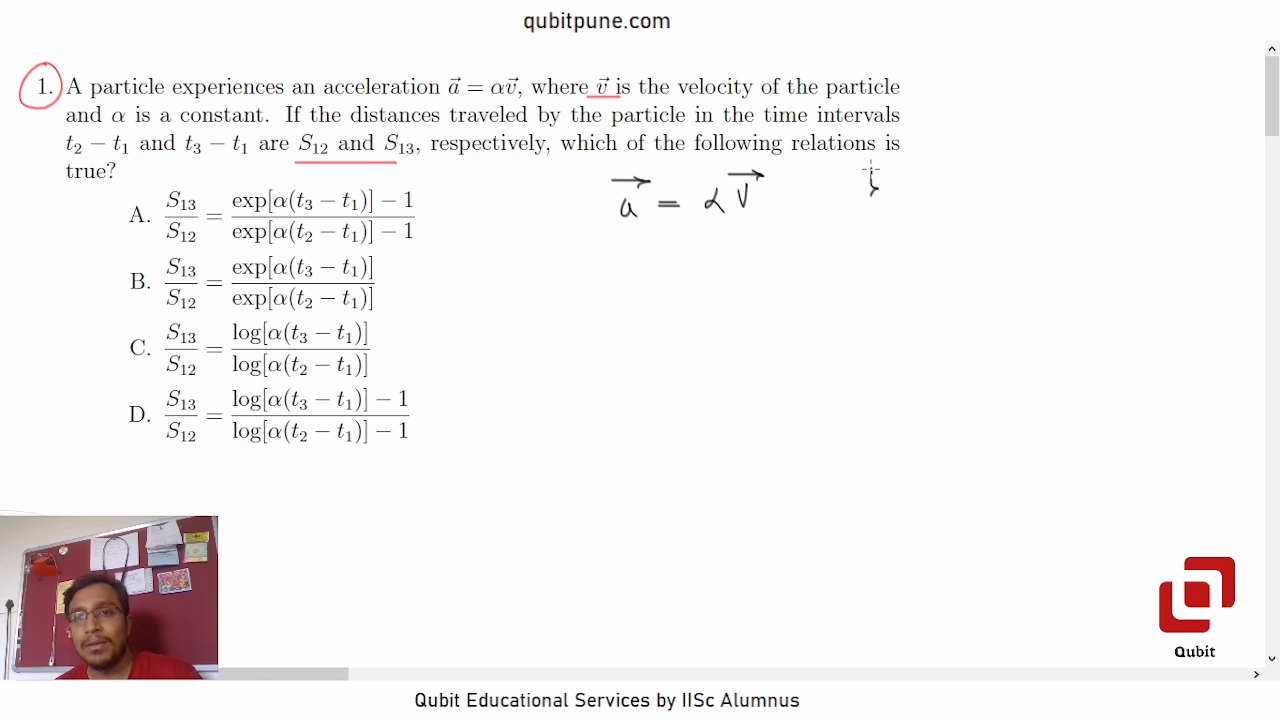 qubitpune.com
1. A particle experiences an acceleration $\vec{a} = \alpha\vec{v}$, where $\vec{v}$ is the velocity of the particle
and α is a constant. If the distances traveled by the particle in the time intervals
$t_2 - t_1$ and $t_3 - t_1$ are $S_{12}$ and $S_{13}$, respectively, which of the following relations is
true?
$\vec{a} = \alpha \vec{v}$
A. $\frac{S_{13}}{S_{12}} = \frac{\exp[\alpha(t_3 - t_1)] - 1}{\exp[\alpha(t_2 - t_1)] - 1}$
B. $\frac{S_{13}}{S_{12}} = \frac{\exp[\alpha(t_3 - t_1)]}{\exp[\alpha(t_2 - t_1)]}$
C. $\frac{S_{13}}{S_{12}} = \frac{\log[\alpha(t_3 - t_1)]}{\log[\alpha(t_2 - t_1)]}$
D. $\frac{S_{13}}{S_{12}} = \frac{\log[\alpha(t_3 - t_1)] - 1}{\log[\alpha(t_2 - t_1)] - 1}$
Qubit
Qubit Educational Services by IISc Alumnus